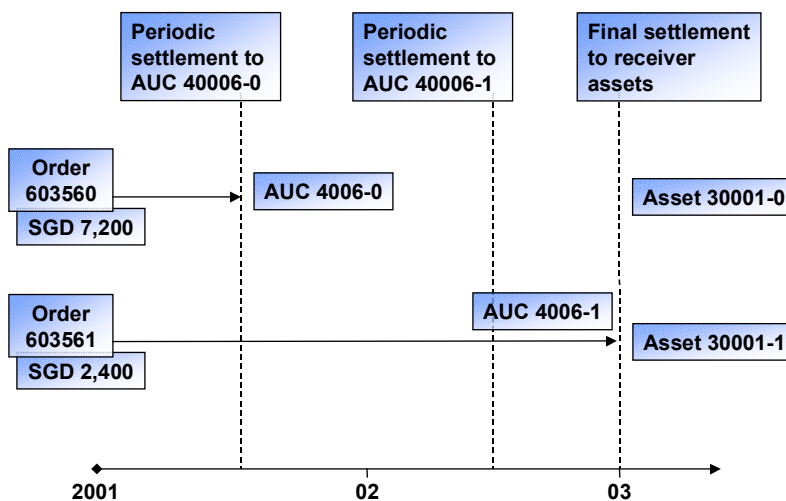 Periodic
settlement to
AUC 40006-0
Periodic
settlement to
AUC 40006-1
Final settlement
to receiver
assets
Order
603560
SGD 7,200
AUC 4006-0
Asset 30001-0
Order
603561
SGD 2,400
AUC 4006-1
Asset 30001-1
2001
02
03